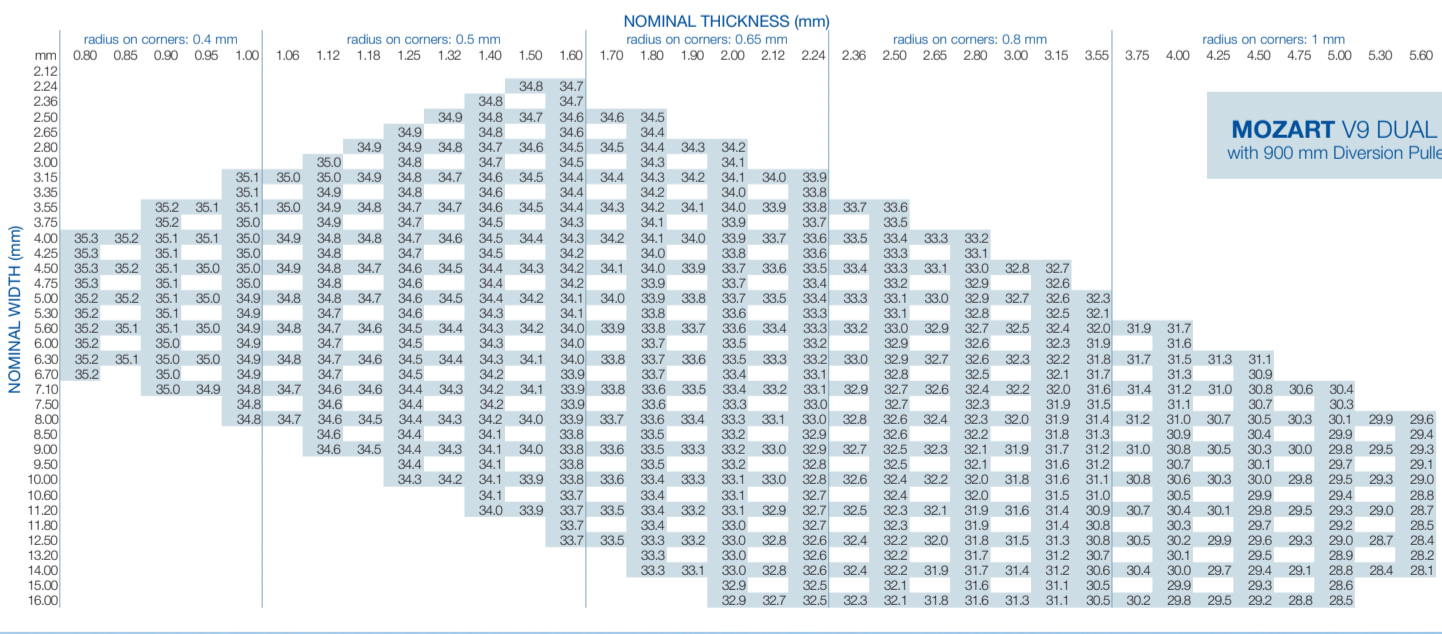 NOMINAL THICKNESS (mm)
radius on corners: 0.4 mm radius on corners: 0.5 mm radius on corners: 0.65 mm radius on corners: 0.8 mm radius on corners: 1 mm
mm 0.80 0.85 0.90 0.95 1.00 1.06 1.12 1.18 1.25 1.32 1.40 1.50 1.60 1.70 1.80 1.90 2.00 2.12 2.24 2.36 2.50 2.65 2.80 3.00 3.15 3.55 3.75 4.00 4.25 4.50 4.75 5.00 5.30 5.60
2.12
2.24 34.8 34.7
2.36 34.8 34.7
2.50 34.9 34.8 34.7 34.6 34.6 34.5
2.65 34.9 34.8 34.6 34.4
2.80 34.9 34.9 34.8 34.7 34.6 34.5 34.5 34.4 34.3 34.2
3.00 35.0 34.8 34.7 34.5 34.3 34.1
3.15 35.1 35.0 35.0 34.9 34.8 34.7 34.6 34.5 34.4 34.4 34.3 34.2 34.1 34.0 33.9
3.35 35.1 34.9 34.8 34.6 34.4 34.2 34.0 33.8
3.55 35.2 35.1 35.1 35.0 34.9 34.8 34.7 34.7 34.6 34.5 34.4 34.3 34.2 34.1 34.0 33.9 33.8 33.7 33.6
3.75 35.2 35.0 34.9 34.7 34.5 34.3 34.1 33.9 33.7 33.5
4.00 35.3 35.2 35.1 35.1 35.0 34.9 34.8 34.8 34.7 34.6 34.5 34.4 34.3 34.2 34.1 34.0 33.9 33.7 33.6 33.5 33.4 33.3 33.2
4.25 35.3 35.1 35.0 34.8 34.7 34.5 34.2 34.0 33.8 33.6 33.3 33.1
4.50 35.3 35.2 35.1 35.0 35.0 34.9 34.8 34.7 34.6 34.5 34.4 34.3 34.2 34.1 34.0 33.9 33.7 33.6 33.5 33.4 33.3 33.1 33.0 32.8 32.7
4.75 35.3 35.1 35.0 34.8 34.6 34.4 34.2 33.9 33.7 33.4 33.2 32.9 32.6
5.00 35.2 35.2 35.1 35.0 34.9 34.8 34.8 34.7 34.6 34.5 34.4 34.2 34.1 34.0 33.9 33.8 33.7 33.5 33.4 33.3 33.1 33.0 32.9 32.7 32.6 32.3
5.30 35.2 35.1 34.9 34.7 34.6 34.3 34.1 33.8 33.6 33.3 33.1 32.8 32.5 32.1
5.60 35.2 35.1 35.1 35.0 34.9 34.8 34.7 34.6 34.5 34.4 34.3 34.2 34.0 33.9 33.8 33.7 33.6 33.4 33.3 33.2 33.0 32.9 32.7 32.5 32.4 32.0 31.9 31.7
6.00 35.2 35.0 34.9 34.7 34.5 34.3 34.0 33.7 33.5 33.2 32.9 32.6 32.3 31.9 31.6
6.30 35.2 35.1 35.0 35.0 34.9 34.8 34.7 34.6 34.5 34.4 34.3 34.1 34.0 33.8 33.7 33.6 33.5 33.3 33.2 33.0 32.9 32.7 32.6 32.3 32.2 31.8 31.7 31.5 31.3 31.1
6.70 35.2 35.0 34.9 34.7 34.5 34.2 33.9 33.7 33.4 33.1 32.8 32.5 32.1 31.7 31.3 30.9
7.10 35.0 34.9 34.8 34.7 34.6 34.6 34.4 34.3 34.2 34.1 33.9 33.8 33.6 33.5 33.4 33.2 33.1 32.9 32.7 32.6 32.4 32.2 32.0 31.6 31.4 31.2 31.0 30.8 30.6 30.4
7.50 34.8 34.6 34.4 34.2 33.9 33.6 33.3 33.0 32.7 32.3 31.9 31.5 31.1 30.7 30.3
8.00 34.8 34.7 34.6 34.5 34.4 34.3 34.2 34.0 33.9 33.7 33.6 33.4 33.3 33.1 33.0 32.8 32.6 32.4 32.3 32.0 31.9 31.4 31.2 31.0 30.7 30.5 30.3 30.1 29.9 29.6
8.50 34.6 34.4 34.1 33.8 33.5 33.2 32.9 32.6 32.2 31.8 31.3 30.9 30.4 29.9 29.4
9.00 34.6 34.5 34.4 34.3 34.1 34.0 33.8 33.6 33.5 33.3 33.2 33.0 32.9 32.7 32.5 32.3 32.1 31.9 31.7 31.2 31.0 30.8 30.5 30.3 30.0 29.8 29.5 29.3
9.50 34.4 34.1 33.8 33.5 33.2 32.8 32.5 32.1 31.6 31.2 30.7 30.1 29.7 29.1
10.00 34.3 34.2 34.1 33.9 33.8 33.6 33.4 33.3 33.1 33.0 32.8 32.6 32.4 32.2 32.0 31.8 31.6 31.1 30.8 30.6 30.3 30.0 29.8 29.5 29.3 29.0
10.60 34.1 33.7 33.4 33.1 32.7 32.4 32.0 31.5 31.0 30.5 29.9 29.4 28.8
11.20 34.0 33.9 33.7 33.5 33.4 33.2 33.1 32.9 32.7 32.5 32.3 32.1 31.9 31.6 31.4 30.9 30.7 30.4 30.1 29.8 29.5 29.3 29.0 28.7
11.80 33.7 33.4 33.0 32.7 32.3 31.9 31.4 30.8 30.3 29.7 29.2 28.5
12.50 33.7 33.5 33.3 33.2 33.0 32.8 32.6 32.4 32.2 32.0 31.8 31.5 31.3 30.8 30.5 30.2 29.9 29.6 29.3 29.0 28.7 28.4
13.20 33.3 33.0 32.6 32.2 31.7 31.2 30.7 30.1 29.5 28.9 28.2
14.00 33.3 33.1 33.0 32.8 32.6 32.4 32.2 31.9 31.7 31.4 31.2 30.6 30.4 30.0 29.7 29.4 29.1 28.8 28.4 28.1
15.00 32.9 32.5 32.1 31.6 31.1 30.5 29.9 29.3 28.6
16.00 32.9 32.7 32.5 32.3 32.1 31.8 31.6 31.3 31.1 30.5 30.2 29.8 29.5 29.2 28.8 28.5
NOMINAL WIDTH (mm)
MOZART V9 DUAL
with 900 mm Diversion Pulle